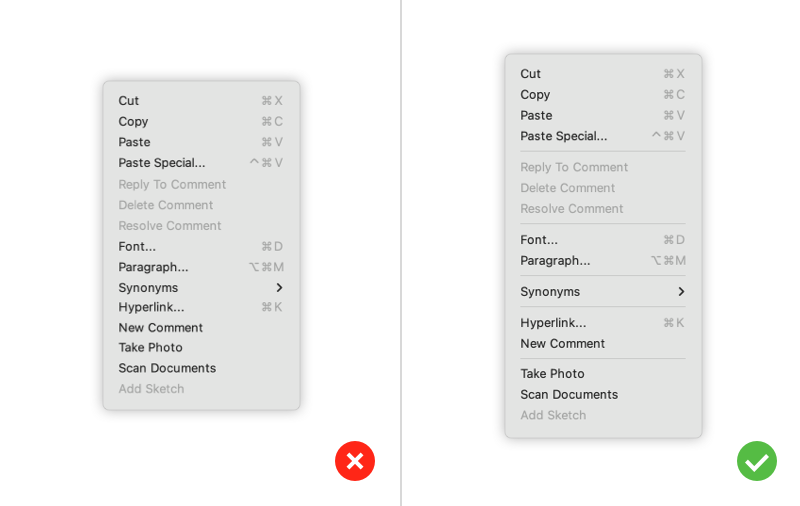 Cut ⌘X
Copy ⌘C
Paste ⌘V
Paste Special... ^⌘V
Reply To Comment
Delete Comment
Resolve Comment
Font... ⌘D
Paragraph... ⌥⌘M
Synonyms
Hyperlink... ⌘K
New Comment
Take Photo
Scan Documents
Add Sketch
Cut ⌘X
Copy ⌘C
Paste ⌘V
Paste Special... ^⌘V
Reply To Comment
Delete Comment
Resolve Comment
Font... ⌘D
Paragraph... ⌥⌘M
Synonyms
Hyperlink... ⌘K
New Comment
Take Photo
Scan Documents
Add Sketch